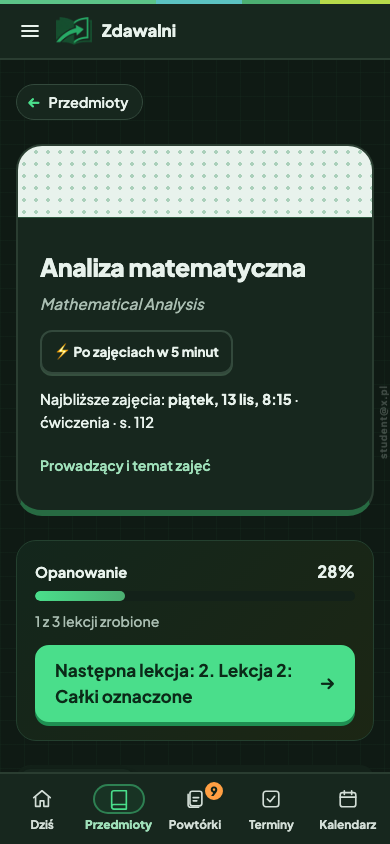 Zdawalni
← Przedmioty
Analiza matematyczna
Mathematical Analysis
⚡ Po zajęciach w 5 minut
Najbliższe zajęcia: piątek, 13 lis, 8:15 ·
ćwiczenia · s. 112
Prowadzący i temat zajęć
student@x.pl
Opanowanie 28%
1 z 3 lekcji zrobione
Następna lekcja: 2. Lekcja 2: →
Całki oznaczone
9
Dziś Przedmioty Powtórki Terminy Kalendarz